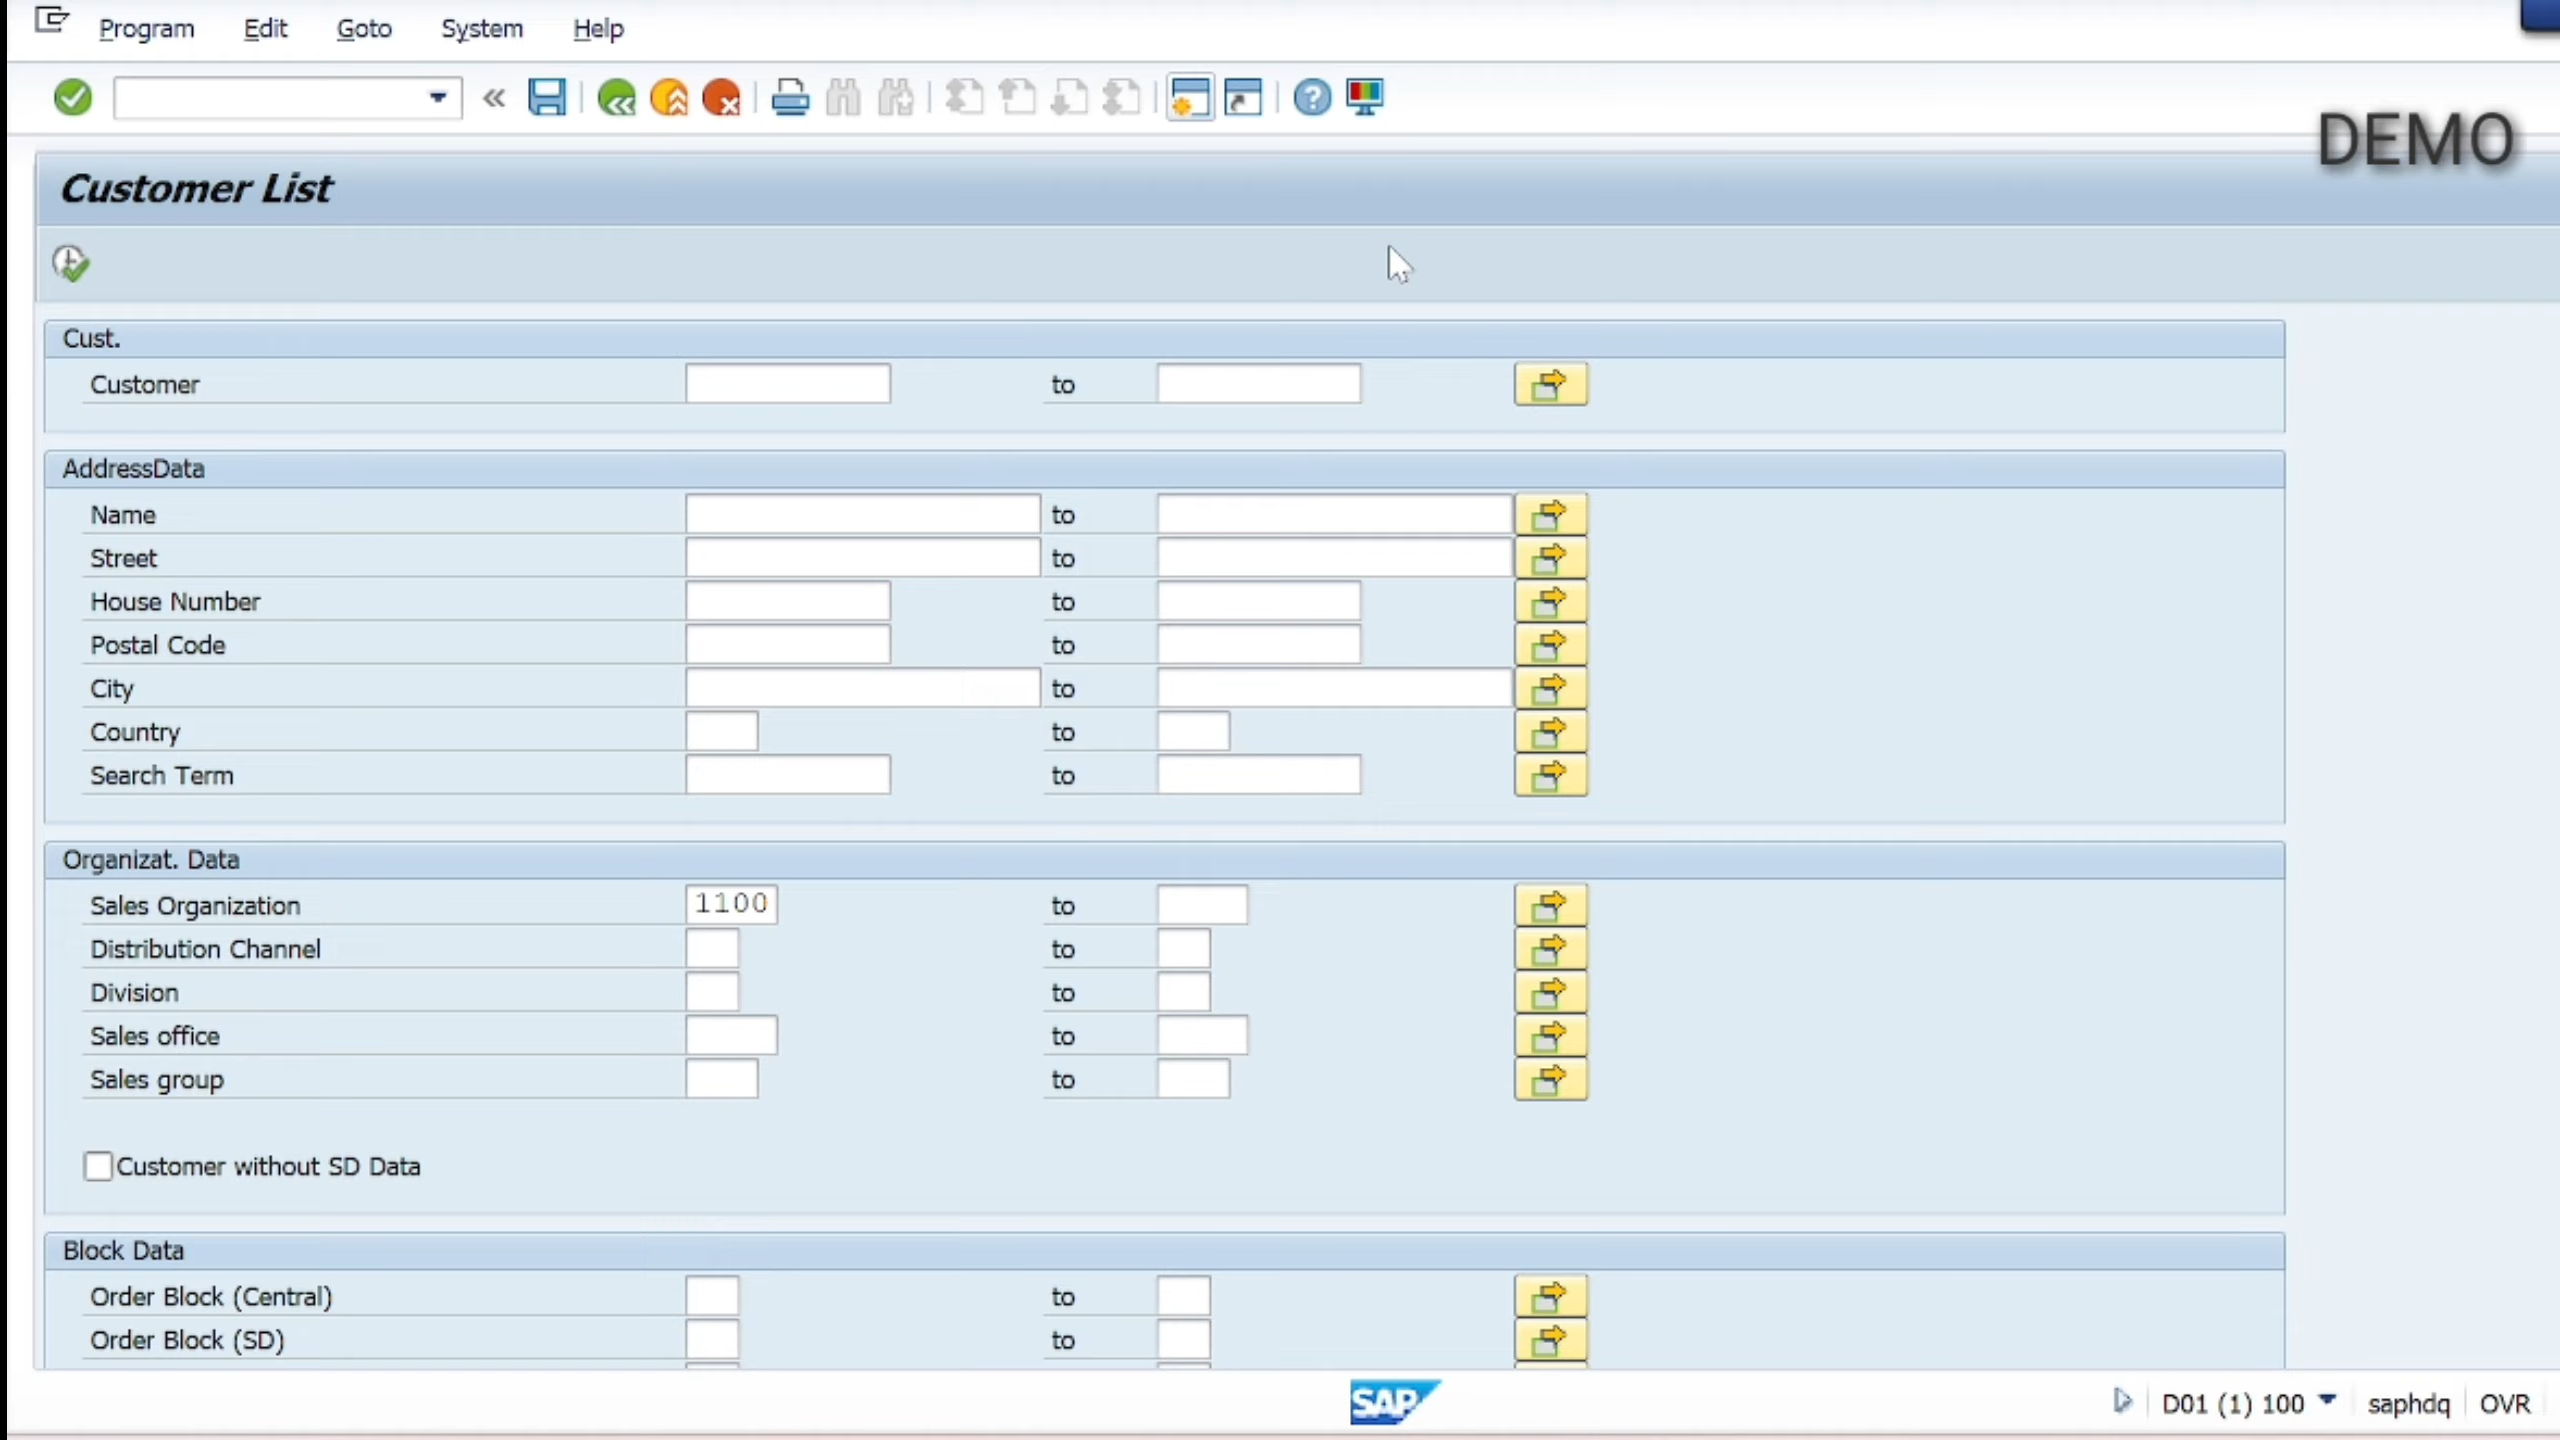 Program Edit Goto System Help
DEMO
Customer List
Cust.
Customer to
AddressData
Name to
Street to
House Number to
Postal Code to
City to
Country to
Search Term to
Organizat. Data
Sales Organization 1100 to
Distribution Channel to
Division to
Sales office to
Sales group to
Customer without SD Data
Block Data
Order Block (Central) to
Order Block (SD) to
SAP D01 (1) 100 saphdq OVR